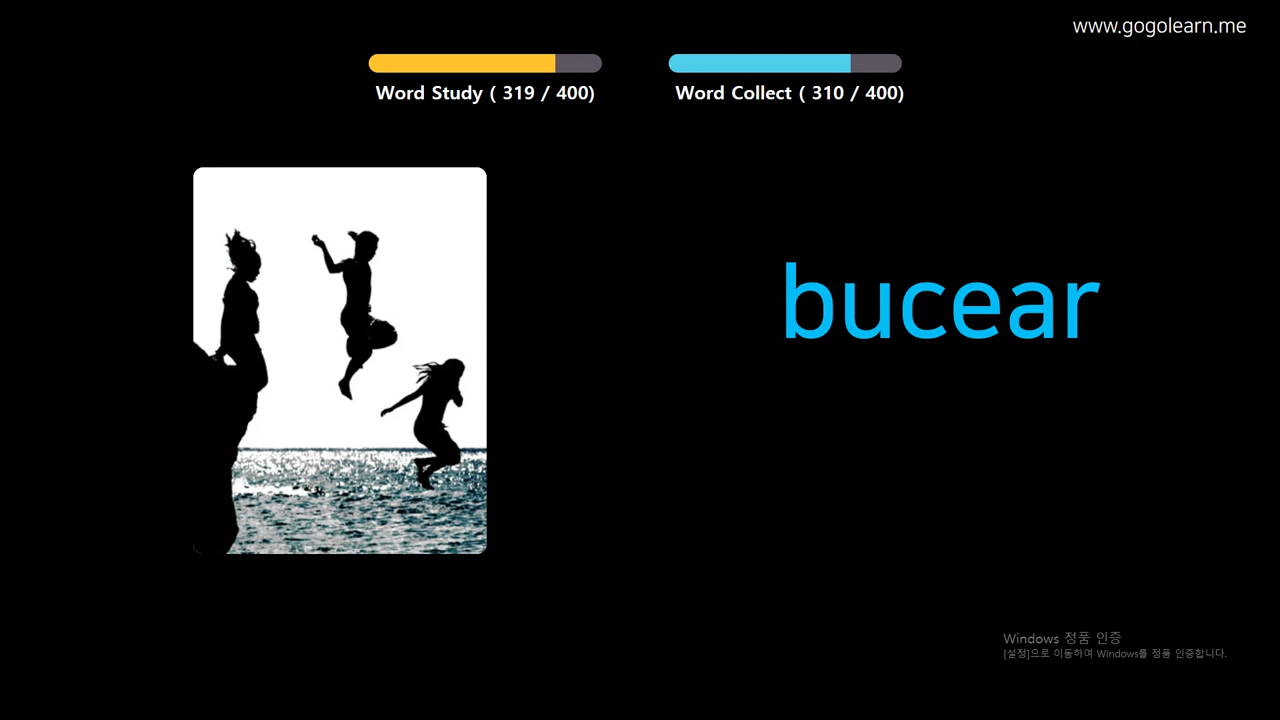 www.gogolearn.me
Word Study ( 319 / 400)
Word Collect ( 310 / 400)
bucear
Windows 정품 인증
[설정]으로 이동하여 Windows를 정품 인증합니다.